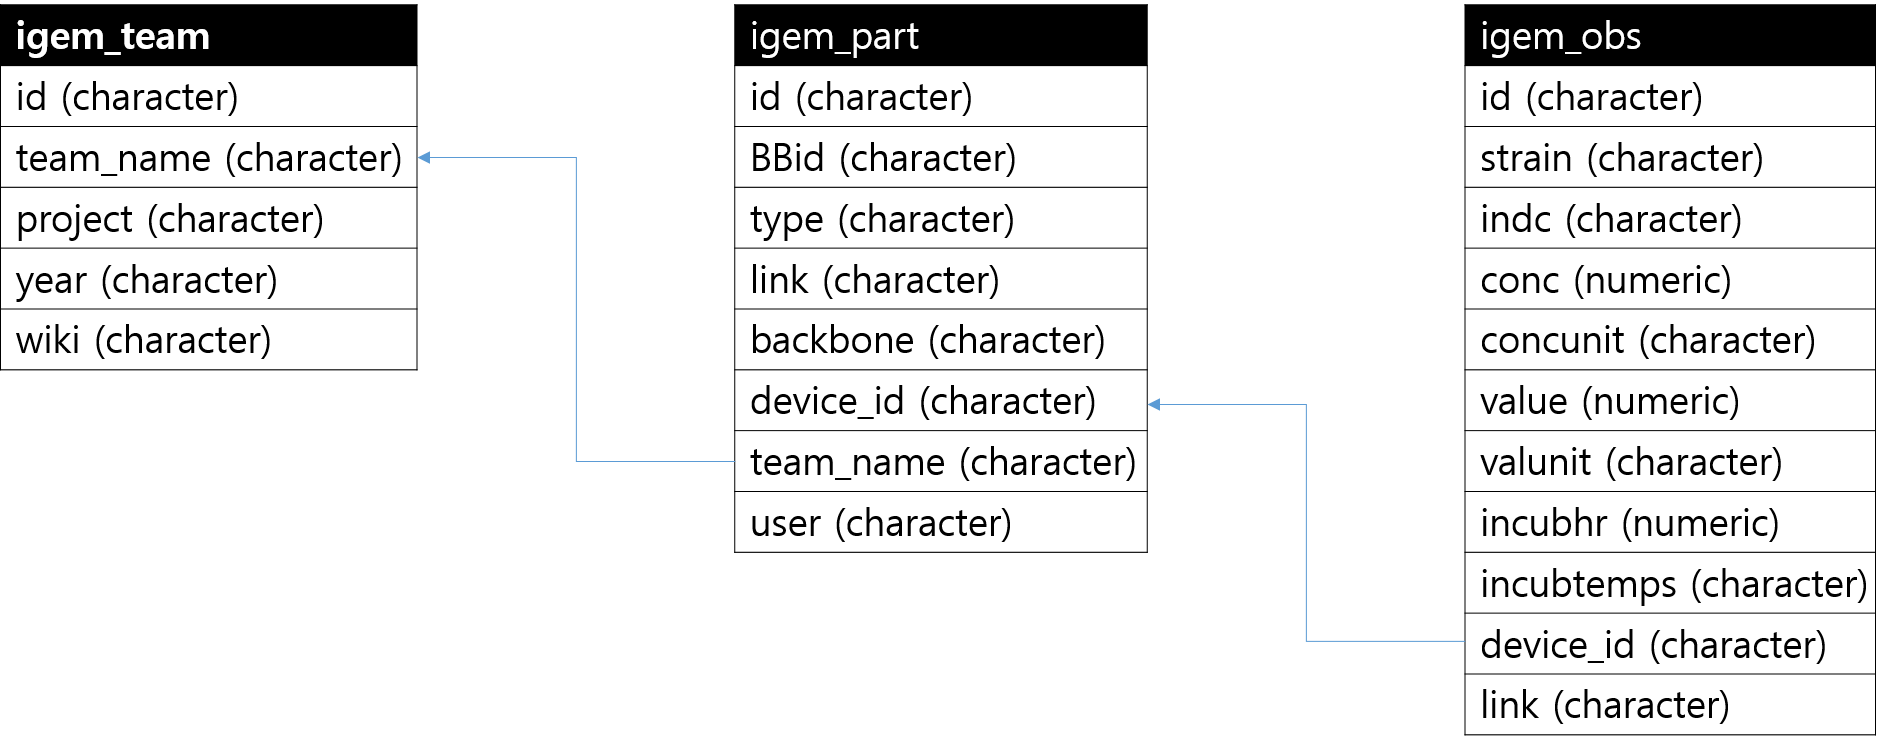 igem_team
id (character)
team_name (character)
project (character)
year (character)
wiki (character)
igem_part
id (character)
BBid (character)
type (character)
link (character)
backbone (character)
device_id (character)
team_name (character)
user (character)
igem_obs
id (character)
strain (character)
indc (character)
conc (numeric)
concunit (character)
value (numeric)
valunit (character)
incubhr (numeric)
incubtemps (character)
device_id (character)
link (character)